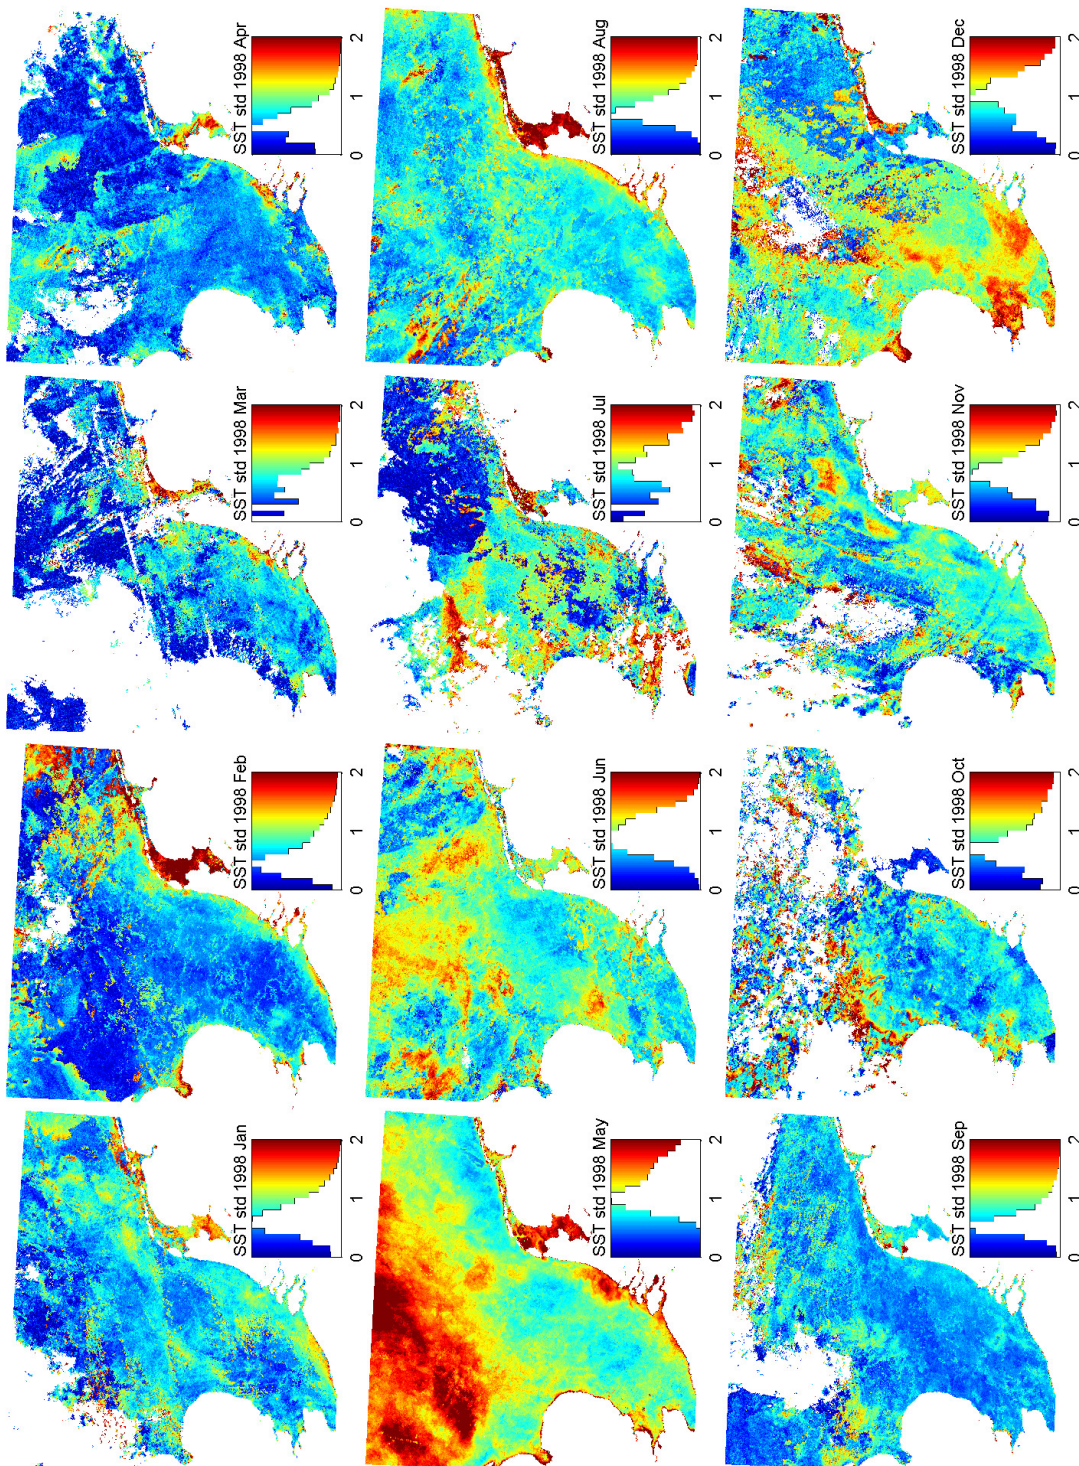 SST std 1998 Jan
0 1 2
SST std 1998 Feb
0 1 2
SST std 1998 Mar
0 1 2
SST std 1998 Apr
0 1 2
SST std 1998 May
0 1 2
SST std 1998 Jun
0 1 2
SST std 1998 Jul
0 1 2
SST std 1998 Aug
0 1 2
SST std 1998 Sep
0 1 2
SST std 1998 Oct
0 1 2
SST std 1998 Nov
0 1 2
SST std 1998 Dec
0 1 2